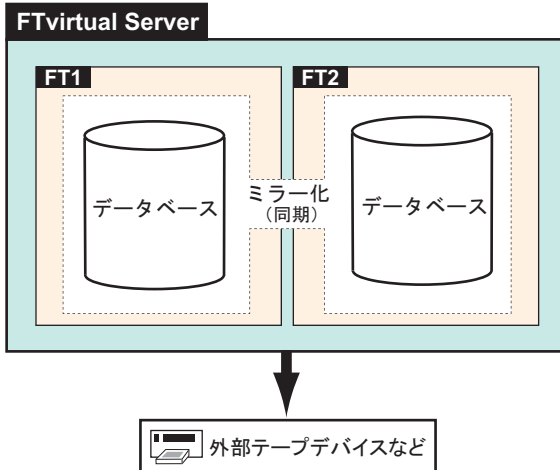 FTvirtual Server
FT1
FT2
データベース
ミラー化
（同期）
データベース
外部テープデバイスなど